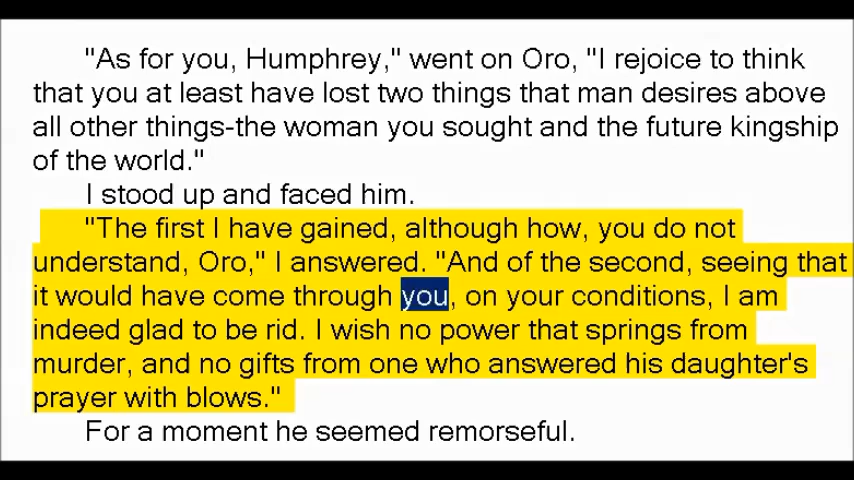 "As for you, Humphrey," went on Oro, "I rejoice to think
that you at least have lost two things that man desires above
all other things-the woman you sought and the future kingship
of the world."
I stood up and faced him.
"The first I have gained, although how, you do not
understand, Oro," I answered. "And of the second, seeing that
it would have come through you, on your conditions, I am
indeed glad to be rid. I wish no power that springs from
murder, and no gifts from one who answered his daughter's
prayer with blows."
For a moment he seemed remorseful.